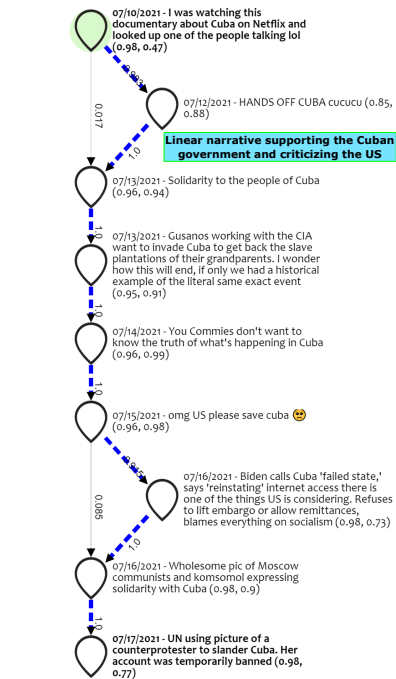 07/10/2021 - I was watching this
documentary about Cuba on Netflix and
looked up one of the people talking lol
(0.98, 0.47)
0.017
07/12/2021 - HANDS OFF CUBA cucucu (0.85,
0.88)
1.0
Linear narrative supporting the Cuban
government and criticizing the US
07/13/2021 - Solidarity to the people of Cuba
(0.96, 0.94)
1.0
07/13/2021 - Gusanos working with the CIA
want to invade Cuba to get back the slave
plantations of their grandparents. I wonder
how this will end, if only we had a historical
example of the literal same exact event
(0.95, 0.91)
1.0
07/14/2021 - You Commies don't want to
know the truth of what's happening in Cuba
(0.96, 0.99)
1.0
07/15/2021 - omg US please save cuba 🥺
(0.96, 0.98)
07/16/2021 - Biden calls Cuba 'failed state,'
says 'reinstating' internet access there is
one of the things US is considering. Refuses
to lift embargo or allow remittances,
blames everything on socialism (0.98, 0.73)
0.085
1.0
07/16/2021 - Wholesome pic of Moscow
communists and komsomol expressing
solidarity with Cuba (0.98, 0.9)
1.0
07/17/2021 - UN using picture of a
counterprotester to slander Cuba. Her
account was temporarily banned (0.98,
0.77)